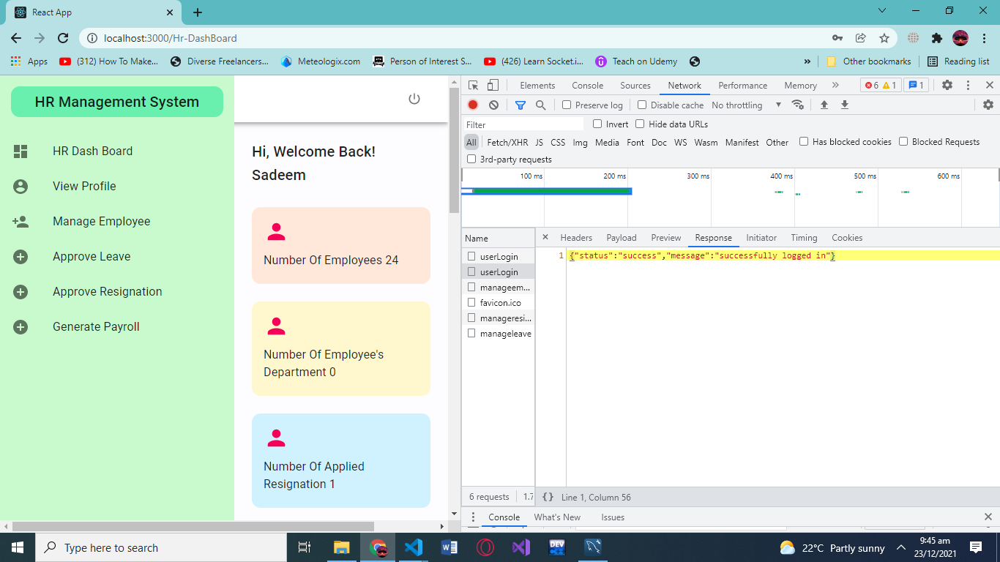 React App
localhost:3000/Hr-DashBoard
Apps
(312) How To Make...
Diverse Freelancers...
Meteologix.com
Person of Interest S...
(426) Learn Socket.i...
Teach on Udemy
»
Other bookmarks
Reading list
HR Management System
HR Dash Board
View Profile
Manage Employee
Approve Leave
Approve Resignation
Generate Payroll
Hi, Welcome Back!
Sadeem
Number Of Employees 24
Number Of Employee's
Department 0
Number Of Applied
Resignation 1
Elements Console Sources Network Performance Memory » 6 1 1
Preserve log Disable cache No throttling
Filter Invert Hide data URLs
All Fetch/XHR JS CSS Img Media Font Doc WS Wasm Manifest Other Has blocked cookies Blocked Requests
3rd-party requests
100 ms 200 ms 300 ms 400 ms 500 ms 600 ms
Name
userLogin
userLogin
manageem...
favicon.ico
manageresi...
manageleave
6 requests 1.7
Headers Payload Preview Response Initiator Timing Cookies
1 {"status":"success","message":"successfully logged in"}
{} Line 1, Column 56
Console What's New Issues
Type here to search
DEV
22°C Partly sunny
9:45 am
23/12/2021